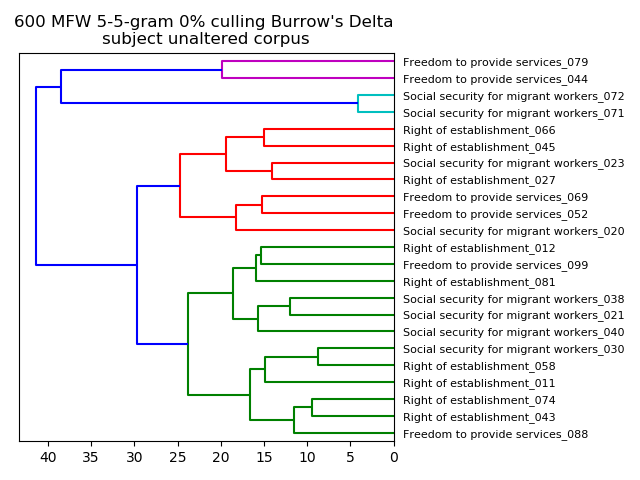 600 MFW 5-5-gram 0% culling Burrow's Delta
subject unaltered corpus
Freedom to provide services_079
Freedom to provide services_044
Social security for migrant workers_072
Social security for migrant workers_071
Right of establishment_066
Right of establishment_045
Social security for migrant workers_023
Right of establishment_027
Freedom to provide services_069
Freedom to provide services_052
Social security for migrant workers_020
Right of establishment_012
Freedom to provide services_099
Right of establishment_081
Social security for migrant workers_038
Social security for migrant workers_021
Social security for migrant workers_040
Social security for migrant workers_030
Right of establishment_058
Right of establishment_011
Right of establishment_074
Right of establishment_043
Freedom to provide services_088
40 35 30 25 20 15 10 5 0